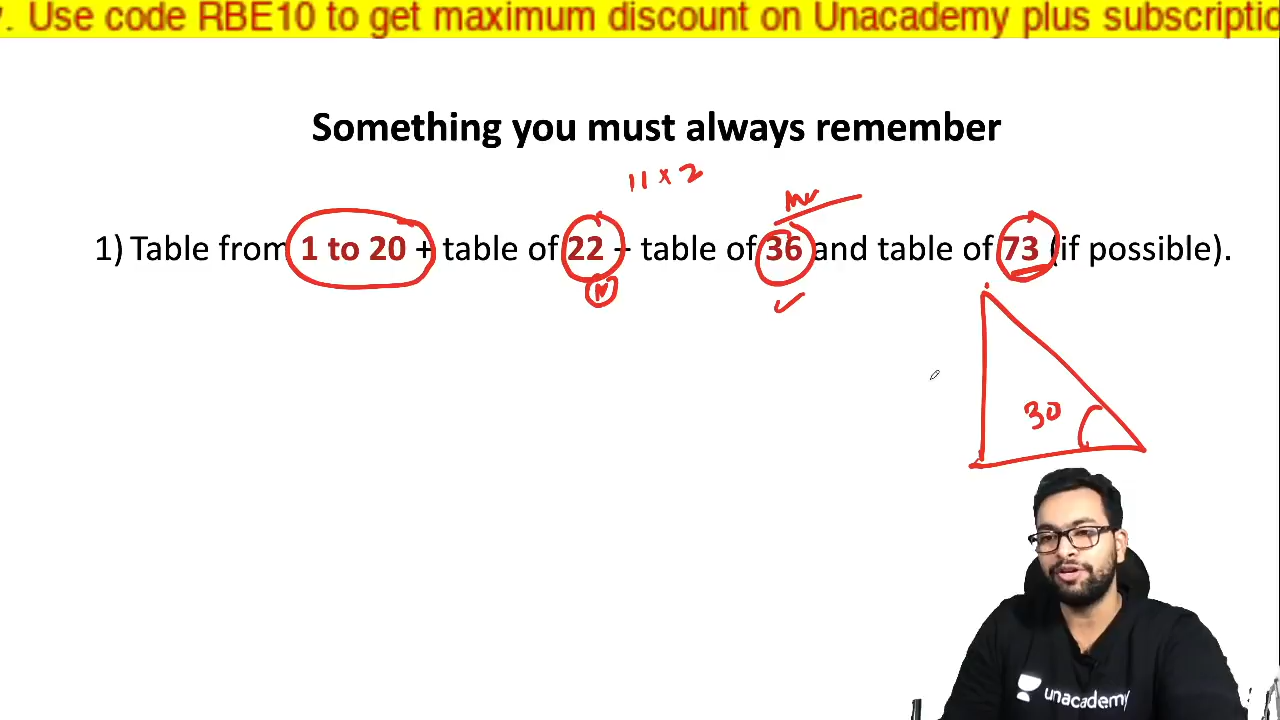 . Use code RBE10 to get maximum discount on Unacademy plus subscriptio
Something you must always remember
11 x 2
1) Table from 1 to 20 + table of 22 – table of 36 and table of 73 (if possible).
30
unacademy